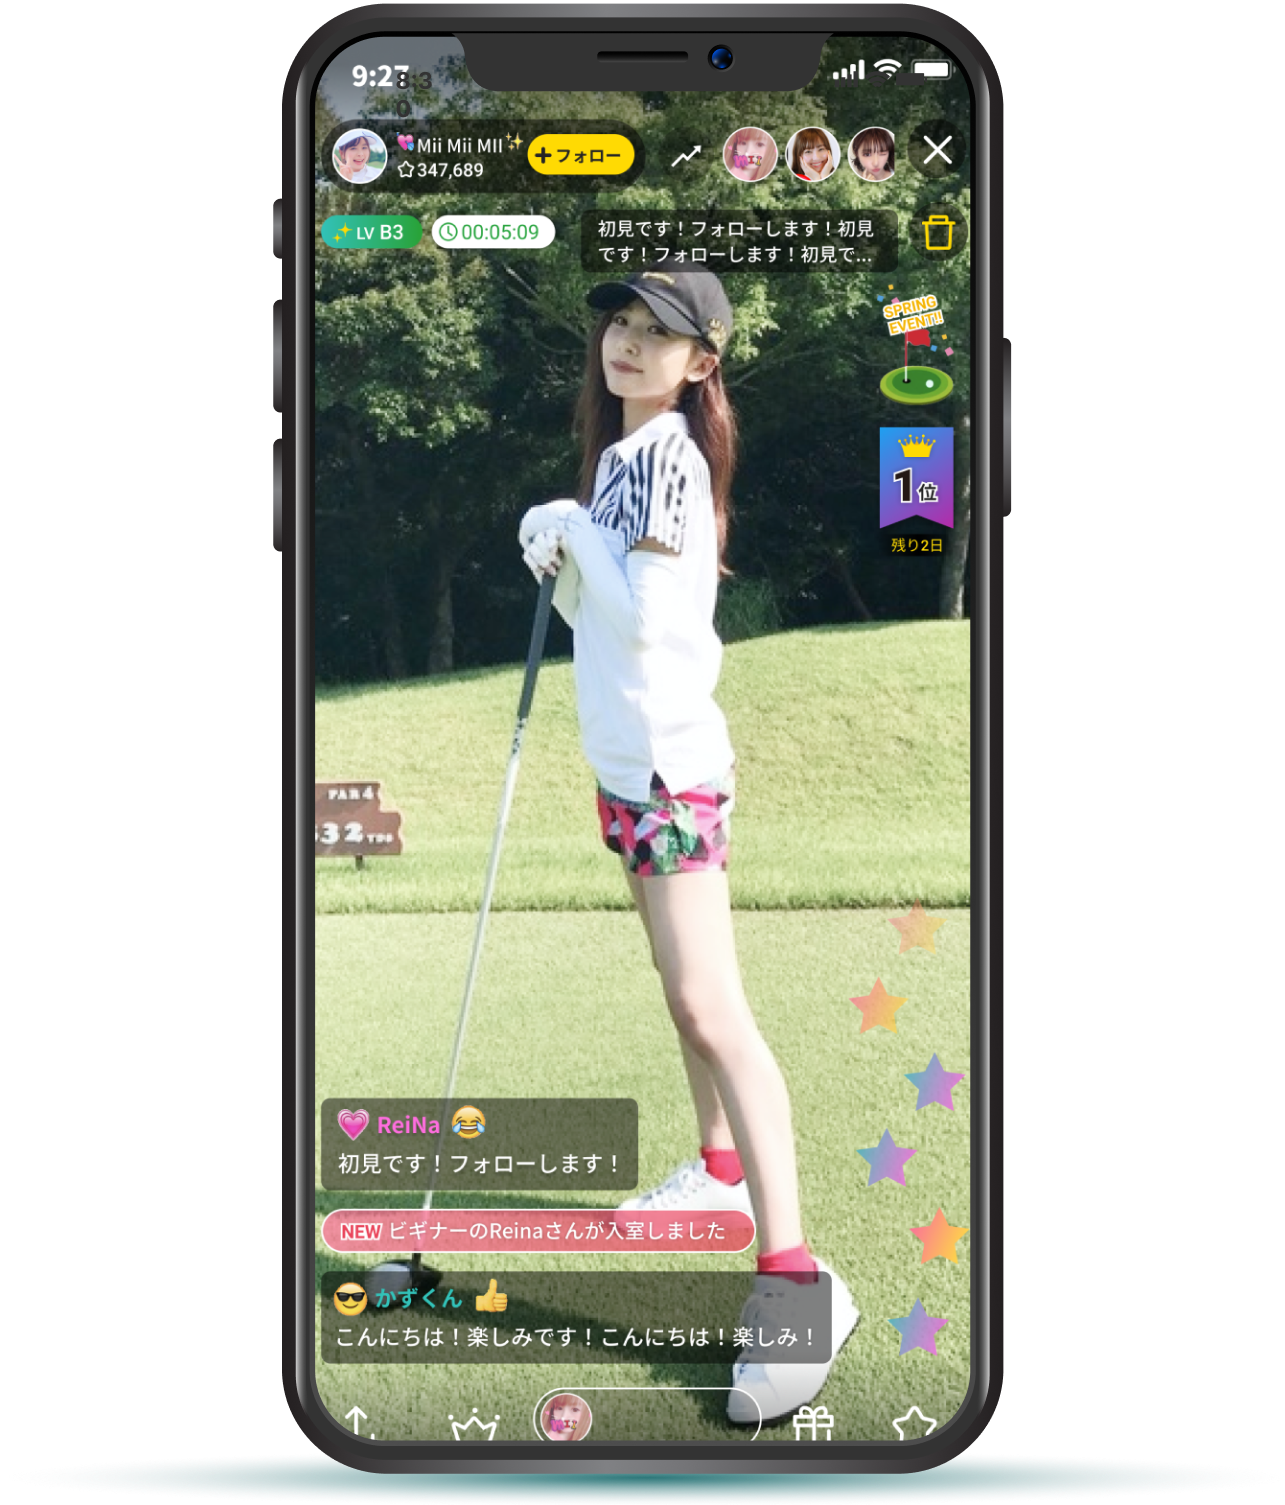 9:27
8:3
0
Mii Mii MII
347,689
フォロー
LV B3
00:05:09
初見です！フォローします！初見
です！フォローします！初見で...
SPRING
EVENT!!
1位
残り2日
PAR 4
32 YDS
ReiNa
初見です！フォローします！
NEW ビギナーのReinaさんが入室しました
かずくん
こんにちは！楽しみです！こんにちは！楽しみ！